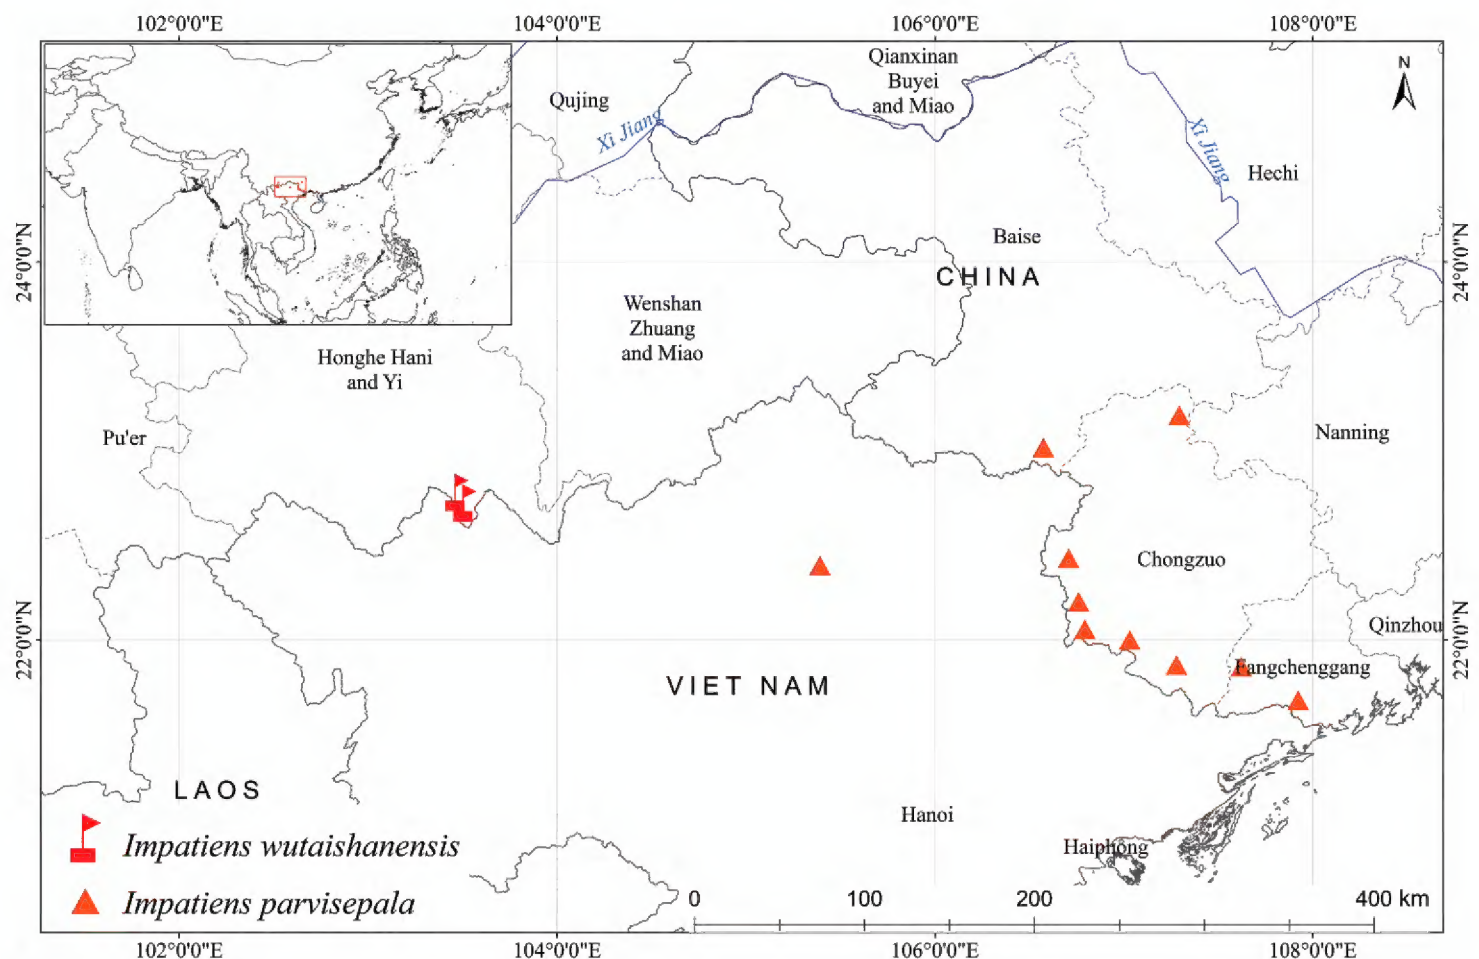 102°0'0"E
104°0'0"E
106°0'0"E
108°0'0"E
N
Qianxinan
Buyei
and Miao
Qujing
Xi Jiang
Xi Jiang
Hechi
24°0'0"N
24°0'0"N
Baise
CHINA
Wenshan
Zhuang
and Miao
Honghe Hani
and Yi
Pu'er
Nanning
Chongzuo
Qinzhou
22°0'0"N
22°0'0"N
Fangchenggang
VIET NAM
LAOS
Hanoi
Haiphong
Impatiens wutaishanensis
Impatiens parvisepala
0 100 200 400 km
102°0'0"E
104°0'0"E
106°0'0"E
108°0'0"E